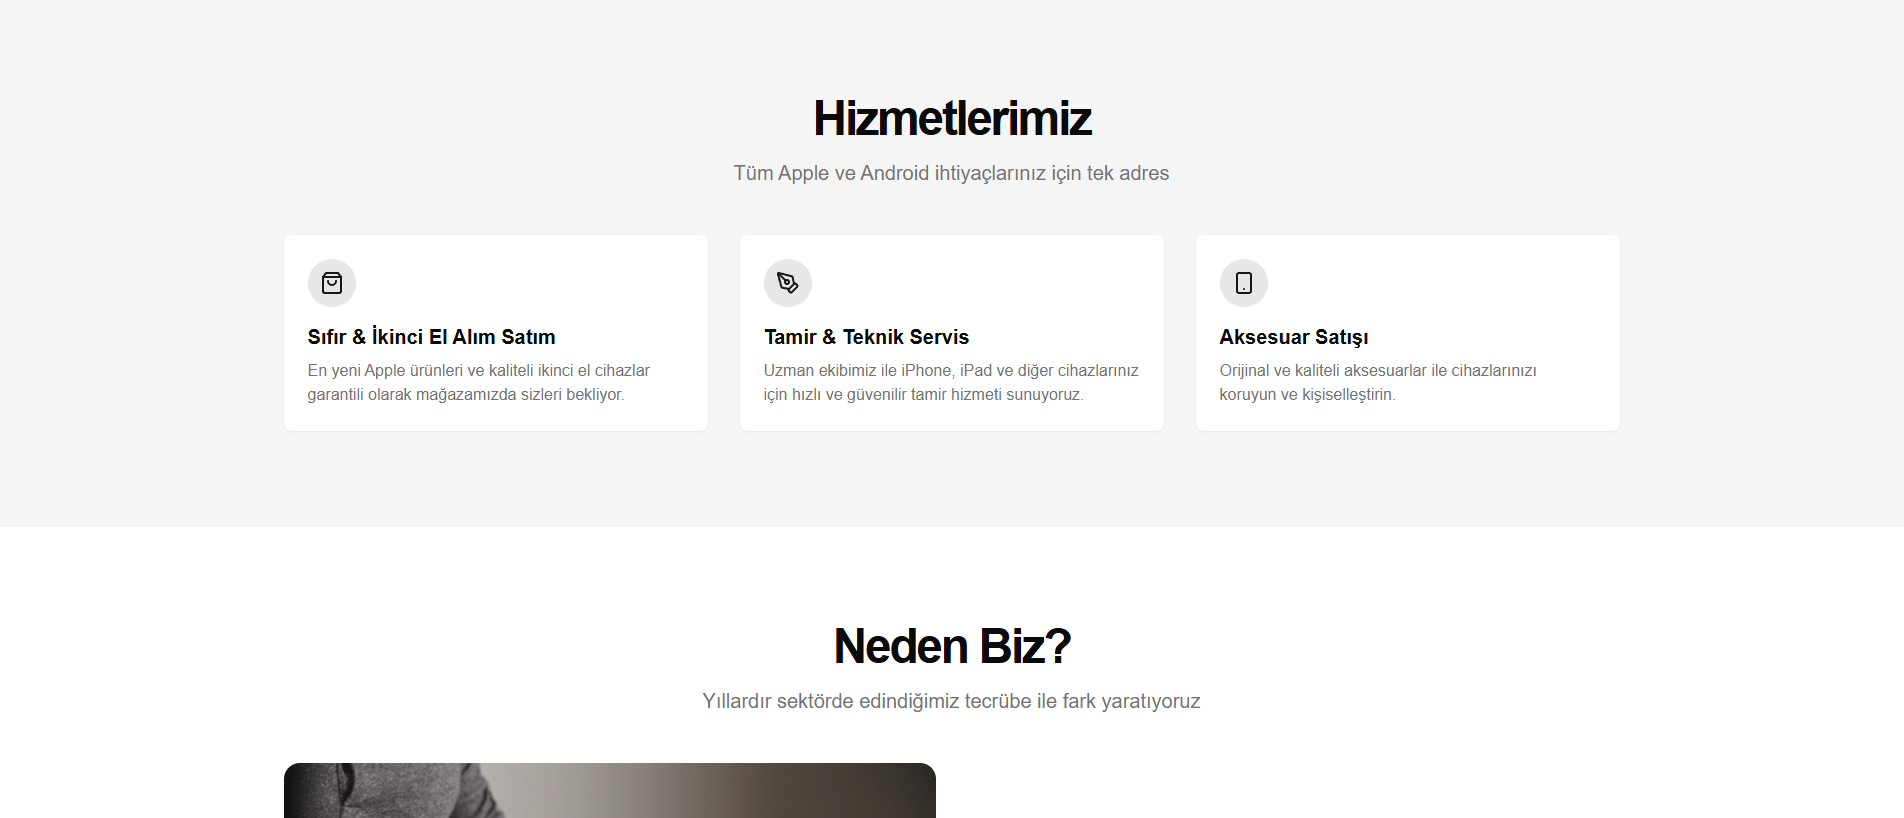 Hizmetlerimiz
Tüm Apple ve Android ihtiyaçlarınız için tek adres
Sıfır & İkinci El Alım Satım
En yeni Apple ürünleri ve kaliteli ikinci el cihazlar
garantili olarak mağazamızda sizleri bekliyor.
Tamir & Teknik Servis
Uzman ekibimiz ile iPhone, iPad ve diğer cihazlarınız
için hızlı ve güvenilir tamir hizmeti sunuyoruz.
Aksesuar Satışı
Orijinal ve kaliteli aksesuarlar ile cihazlarınızı
koruyun ve kişiselleştirin.
Neden Biz?
Yıllardır sektörde edindiğimiz tecrübe ile fark yaratıyoruz